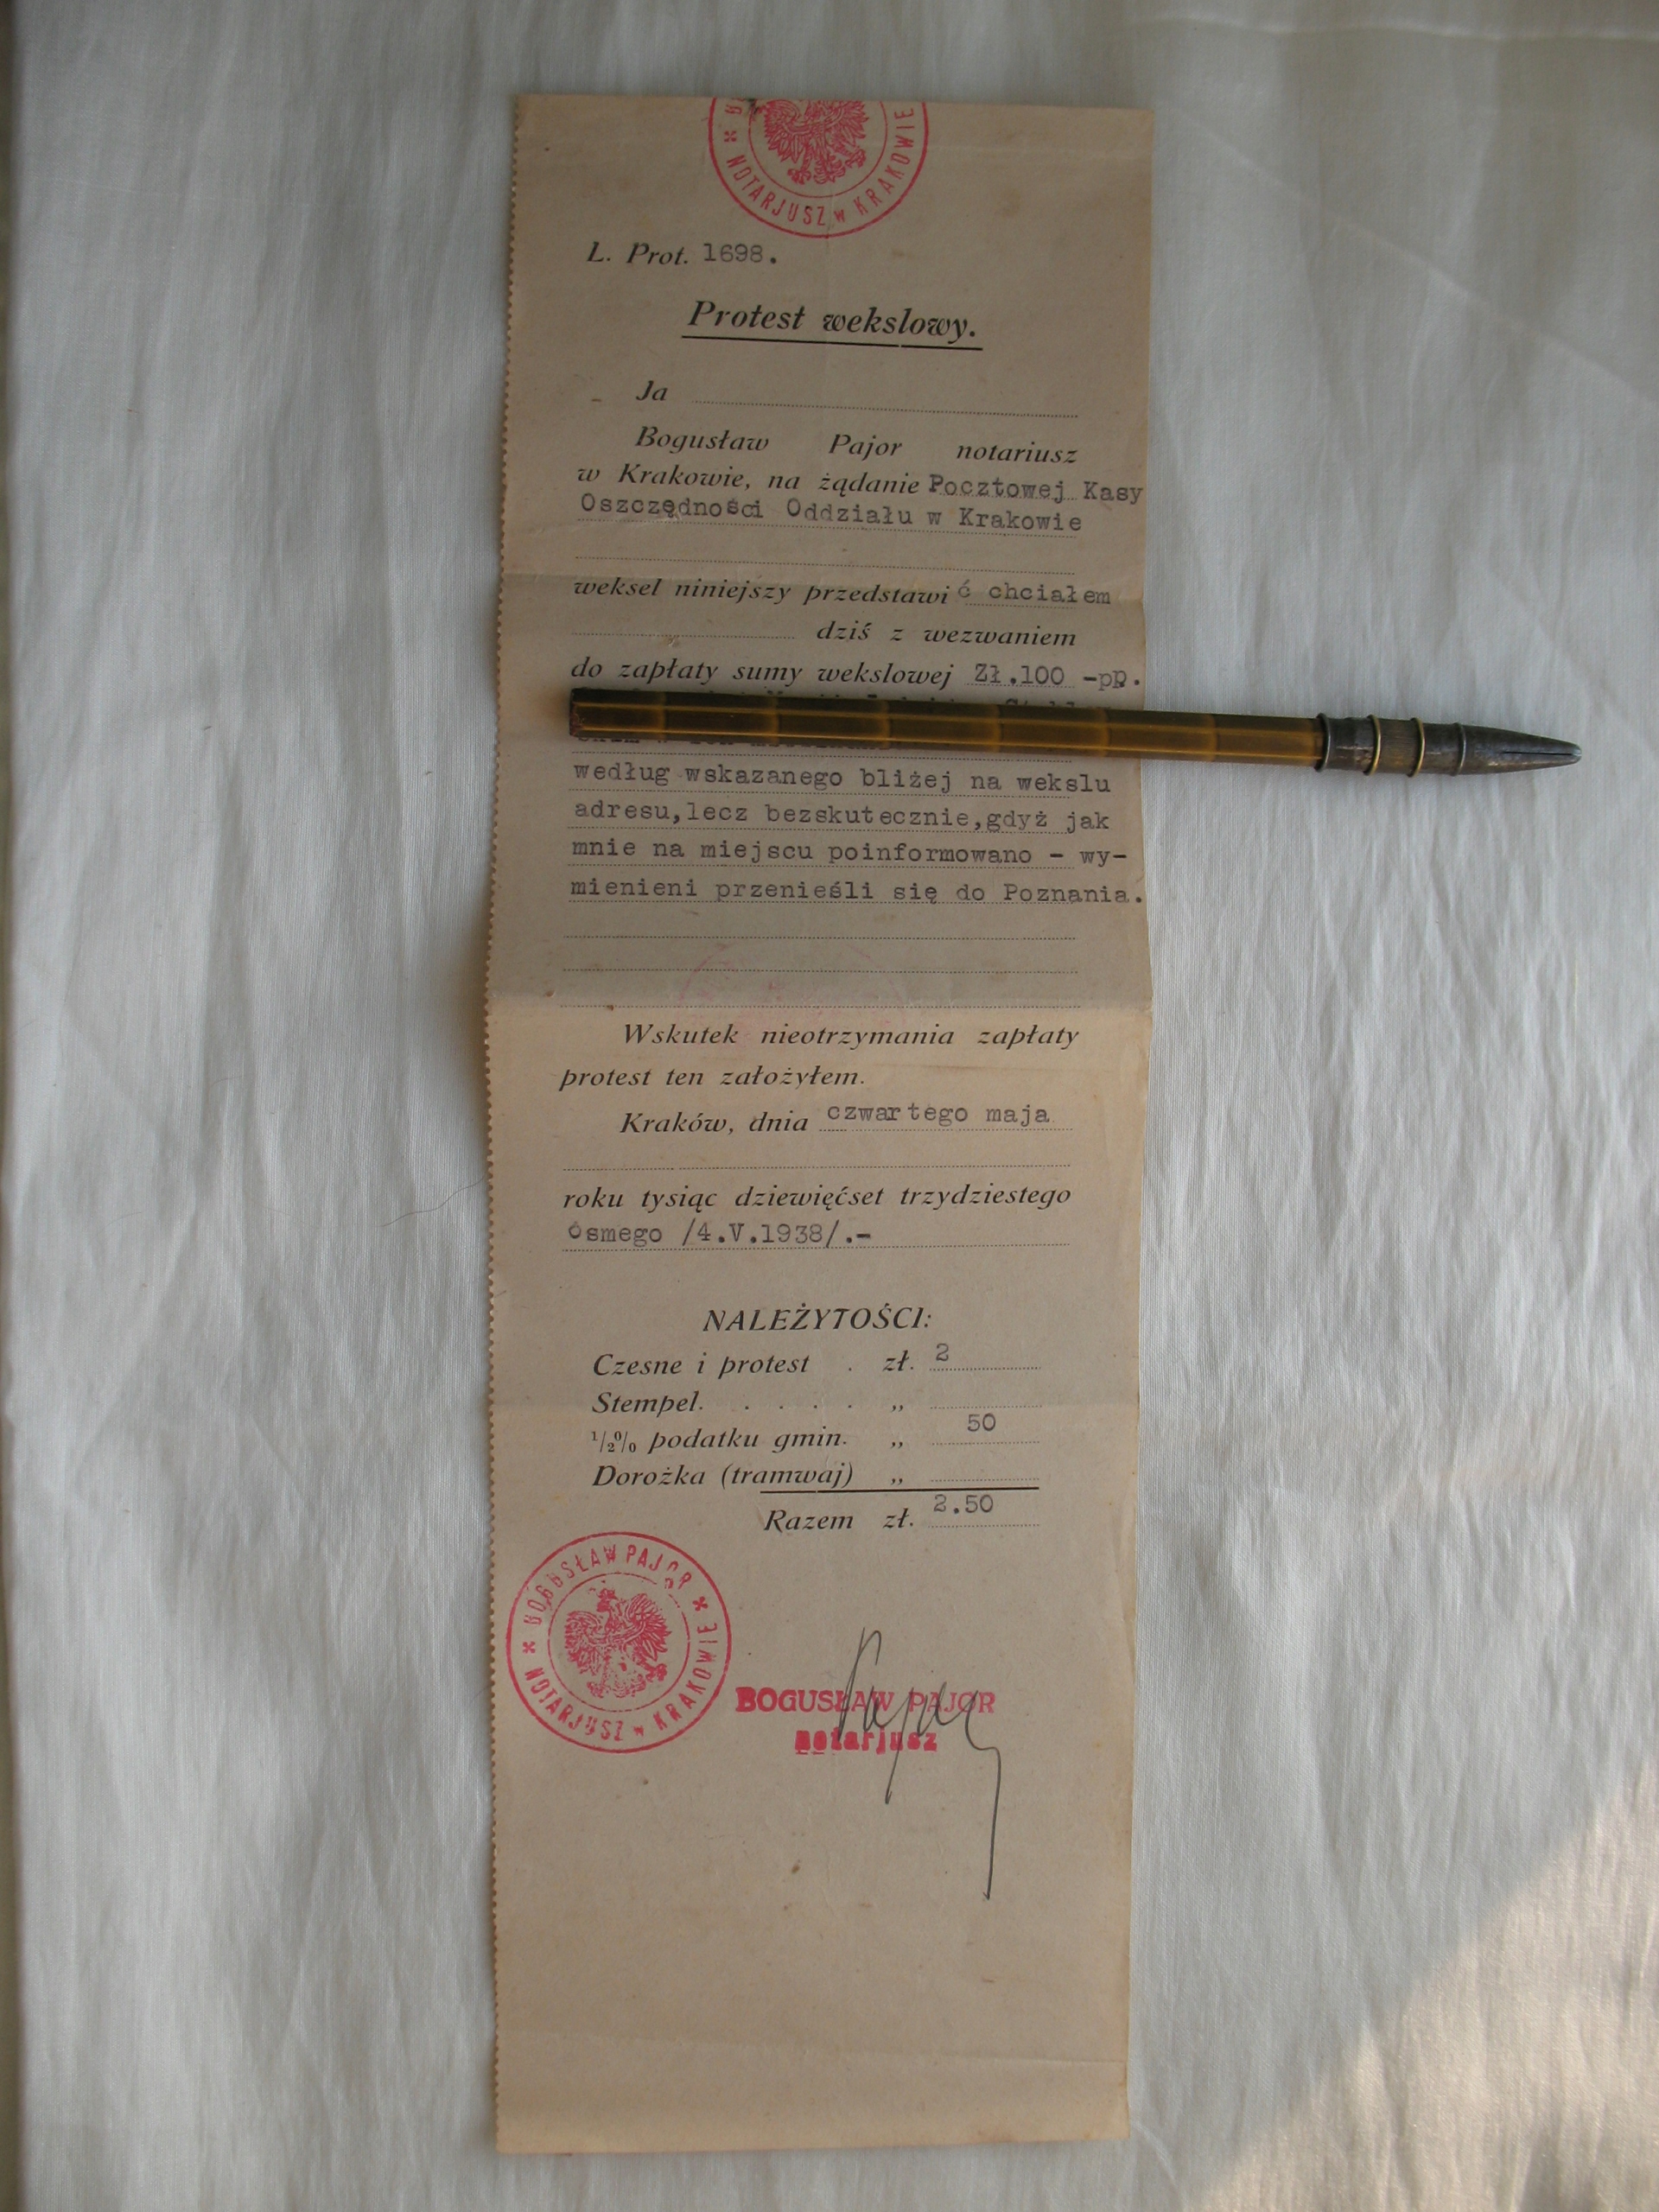 NOTARJUSZ w KRAKOWIE
L. Prot. 1698.
Protest wekslowy.
Ja
Bogusław Pajor notariusz
w Krakowie, na żądanie Pocztowej Kasy
Oszczędności Oddziału w Krakowie
weksel niniejszy przedstawić chciałem
dziś z wezwaniem
do zapłaty sumy wekslowej Zł.100 -pp.
według wskazanego bliżej na wekslu
adresu,lecz bezskutecznie,gdyż jak
mnie na miejscu poinformowano - wy-
mienieni przenieśli się do Poznania.
Wskutek nieotrzymania zapłaty
protest ten założyłem.
Kraków, dnia czwartego maja
roku tysiąc dziewięćset trzydziestego
ósmego /4.V.1938/.-
NALEŻYTOŚCI:
Czesne i protest . zł. 2
Stempel. . . . . „
½% podatku gmin. „ 50
Dorożka (tramwaj) „
Razem zł. 2.50
BOGUSŁAW PAJOR
NOTARJUSZ w KRAKOWIE
BOGUSŁAW PAJOR
notarjusz
Pajor